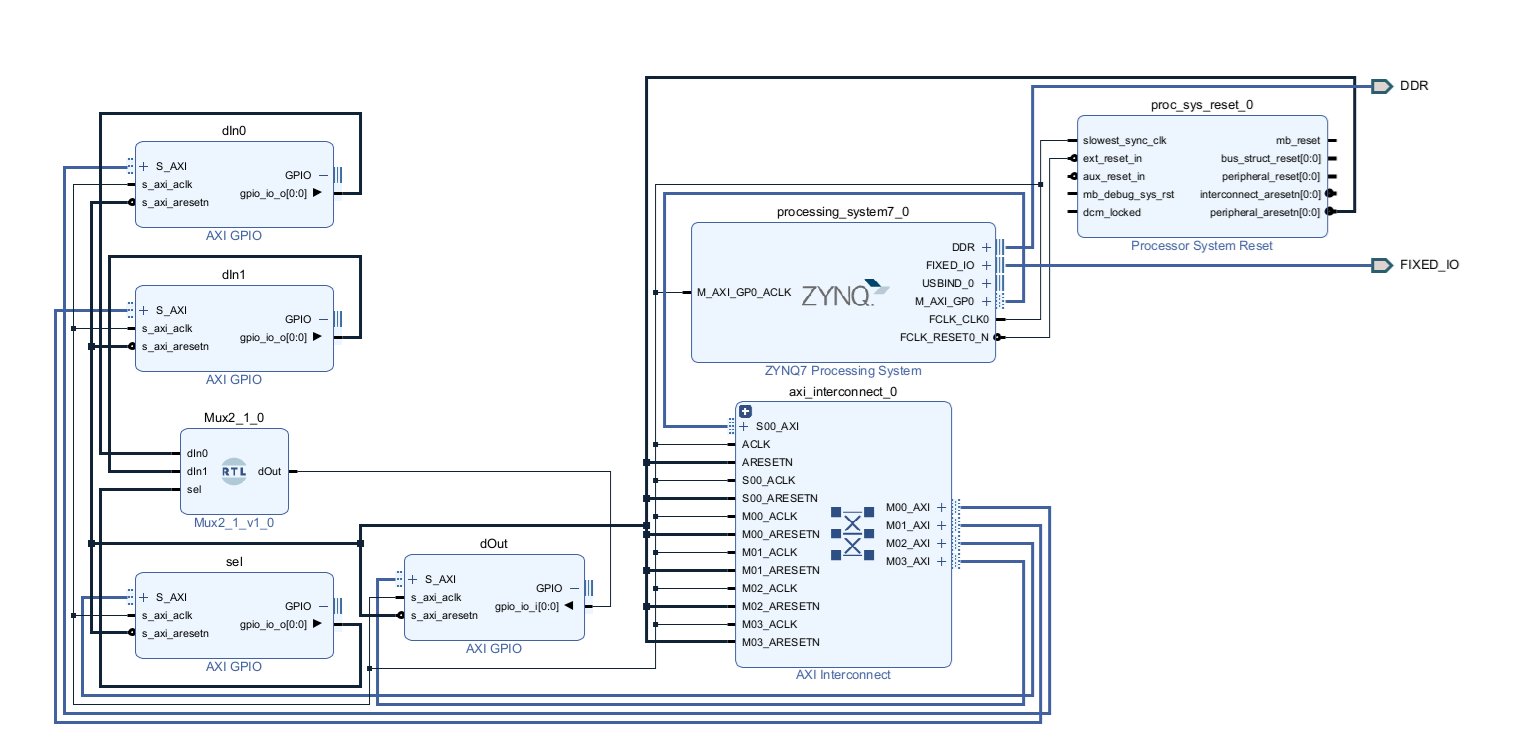 DDR
proc_sys_reset_0
slowest_sync_clk
mb_reset
ext_reset_in
bus_struct_reset[0:0]
aux_reset_in
peripheral_reset[0:0]
mb_debug_sys_rst
interconnect_aresetn[0:0]
dcm_locked
peripheral_aresetn[0:0]
Processor System Reset
FIXED_IO
dIn0
S_AXI
GPIO
s_axi_aclk
gpio_io_o[0:0]
s_axi_aresetn
AXI GPIO
dIn1
S_AXI
GPIO
s_axi_aclk
gpio_io_o[0:0]
s_axi_aresetn
AXI GPIO
processing_system7_0
DDR
FIXED_IO
USBIND_0
M_AXI_GP0_ACLK
ZYNQ
M_AXI_GP0
FCLK_CLK0
FCLK_RESET0_N
ZYNQ7 Processing System
Mux2_1_0
dIn0
dIn1
RTL
dOut
sel
Mux2_1_v1_0
sel
S_AXI
GPIO
s_axi_aclk
gpio_io_o[0:0]
s_axi_aresetn
AXI GPIO
dOut
S_AXI
GPIO
s_axi_aclk
gpio_io_i[0:0]
s_axi_aresetn
AXI GPIO
axi_interconnect_0
S00_AXI
ACLK
ARESETN
S00_ACLK
S00_ARESETN
M00_ACLK
M00_ARESETN
M01_ACLK
M01_ARESETN
M02_ACLK
M02_ARESETN
M03_ACLK
M03_ARESETN
M00_AXI
M01_AXI
M02_AXI
M03_AXI
AXI Interconnect